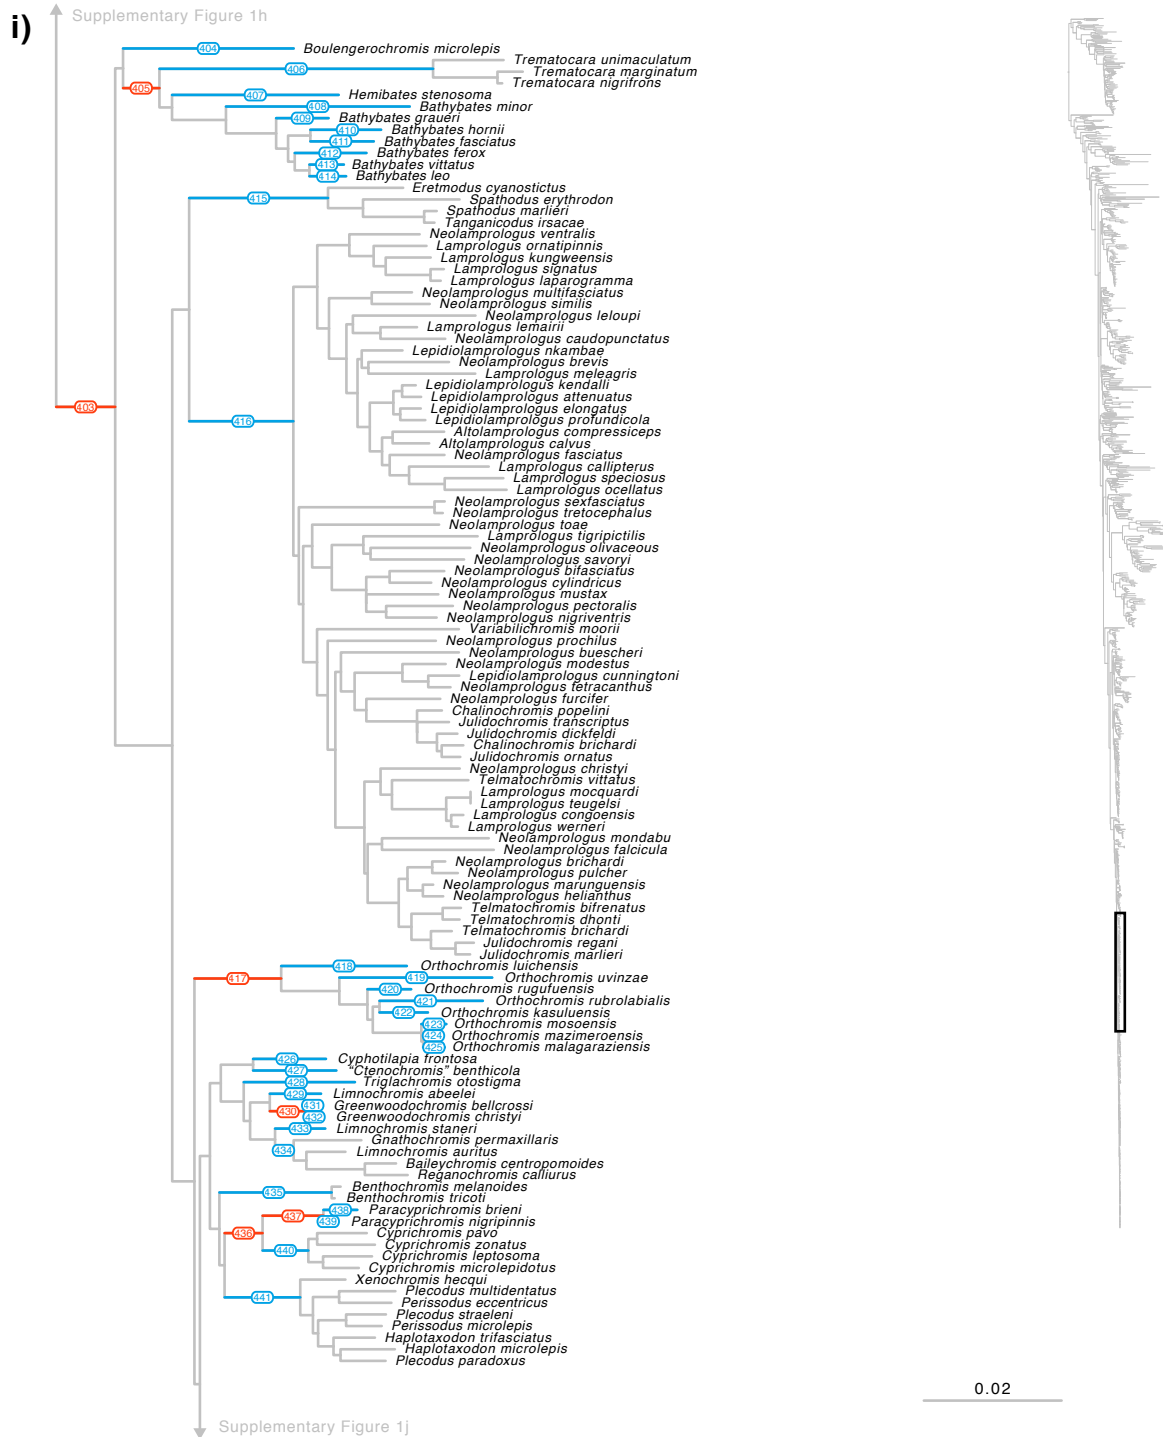 Supplementary Figure 1h
i)
404 Boulengerochromis microlepis
Trematocara unimaculatum
406
Trematocara marginatum
Trematocara nigrifrons
405
407 Hemibates stenosoma
408 Bathybates minor
409 Bathybates graueri
410 Bathybates hornii
411 Bathybates fasciatus
412 Bathybates ferox
413 Bathybates vittatus
414 Bathybates leo
Eretmodus cyanostictus
415
Spathodus erythrodon
Spathodus marlieri
Tanganicodus irsacae
Neolamprologus ventralis
Lamprologus ornatipinnis
Lamprologus kungweensis
Lamprologus signatus
Lamprologus laparogramma
Neolamprologus multifasciatus
Neolamprologus similis
Neolamprologus leloupi
Lamprologus lemairii
Neolamprologus caudopunctatus
Lepidiolamprologus nkambae
Neolamprologus brevis
Lamprologus meleagris
Lepidiolamprologus kendalli
Lepidiolamprologus attenuatus
403
Lepidiolamprologus elongatus
416
Lepidiolamprologus profundicola
Altolamprologus compressiceps
Altolamprologus calvus
Neolamprologus fasciatus
Lamprologus callipterus
Lamprologus speciosus
Lamprologus ocellatus
Neolamprologus sexfasciatus
Neolamprologus tretocephalus
Neolamprologus toae
Lamprologus tigripictilis
Neolamprologus olivaceous
Neolamprologus savoryi
Neolamprologus bifasciatus
Neolamprologus cylindricus
Neolamprologus mustax
Neolamprologus pectoralis
Neolamprologus nigriventris
Variabilichromis moorii
Neolamprologus prochilus
Neolamprologus buescheri
Neolamprologus modestus
Lepidiolamprologus cunningtoni
Neolamprologus tetracanthus
Neolamprologus furcifer
Chalinochromis popelini
Julidochromis transcriptus
Julidochromis dickfeldi
Chalinochromis brichardi
Julidochromis ornatus
Neolamprologus christyi
Telmatochromis vittatus
Lamprologus mocquardi
Lamprologus teugelsi
Lamprologus congoensis
Lamprologus werneri
Neolamprologus mondabu
Neolamprologus falcicula
Neolamprologus brichardi
Neolamprologus pulcher
Neolamprologus marunguensis
Neolamprologus helianthus
Telmatochromis bifrenatus
Telmatochromis dhonti
Telmatochromis brichardi
Julidochromis regani
Julidochromis marlieri
418 Orthochromis luichensis
417
419 Orthochromis uvinzae
420 Orthochromis rugufuensis
421 Orthochromis rubrolabialis
422 Orthochromis kasuluensis
423 Orthochromis mosoensis
424 Orthochromis mazimeroensis
425 Orthochromis malagaraziensis
426 Cyphotilapia frontosa
427 "Ctenochromis" benthicola
428 Triglachromis otostigma
429 Limnochromis abeelei
431 Greenwoodochromis bellcrossi
430
432 Greenwoodochromis christyi
433 Limnochromis staneri
Gnathochromis permaxillaris
434
Limnochromis auritus
Baileychromis centropomoides
Reganochromis calliurus
Benthochromis melanoides
435
Benthochromis tricoti
438 Paracyprichromis brieni
437
439 Paracyprichromis nigripinnis
436
Cyprichromis pavo
Cyprichromis zonatus
440
Cyprichromis leptosoma
Cyprichromis microlepidotus
Xenochromis hecqui
Plecodus multidentatus
441
Perissodus eccentricus
Plecodus straeleni
Perissodus microlepis
Haplotaxodon trifasciatus
Haplotaxodon microlepis
Plecodus paradoxus
0.02
Supplementary Figure 1j